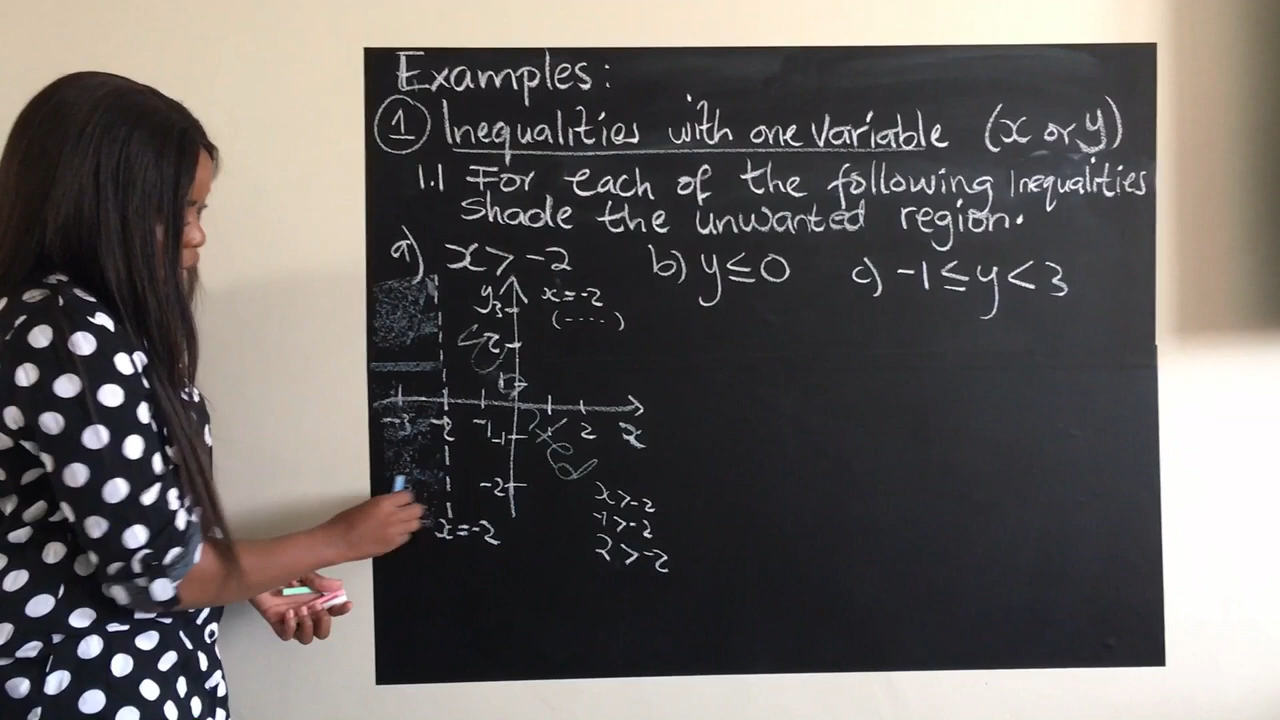 Examples:
① Inequalities with one variable (x or y)
1.1 For each of the following inequalities
shade the unwanted region.
a) x > -2 b) y ≤ 0 c) -1 ≤ y < 3
y x = -2
3 (----)
2
1
-3 -2 -1 2 x
-1
-2
x = -2
x > -2
-1 > -2
2 > -2